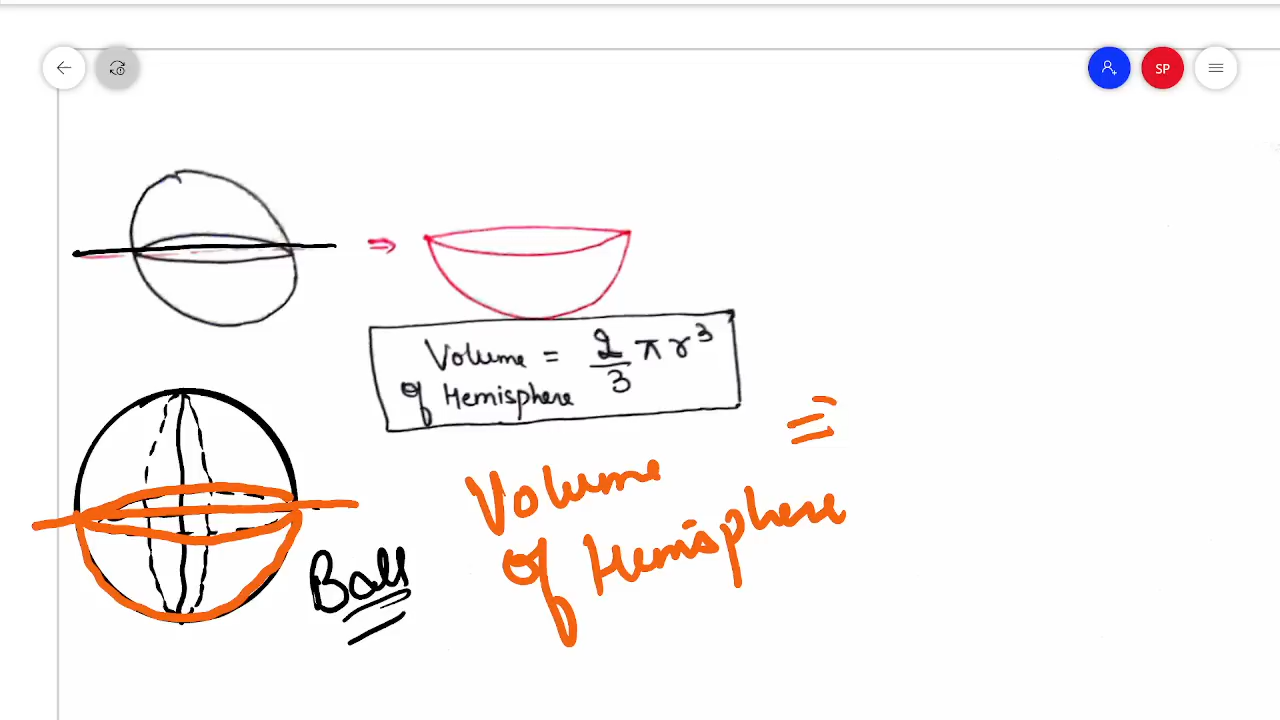 SP
⇒
Volume = 2/3 π r³
of Hemisphere
Ball
Volume =
of Hemisphere